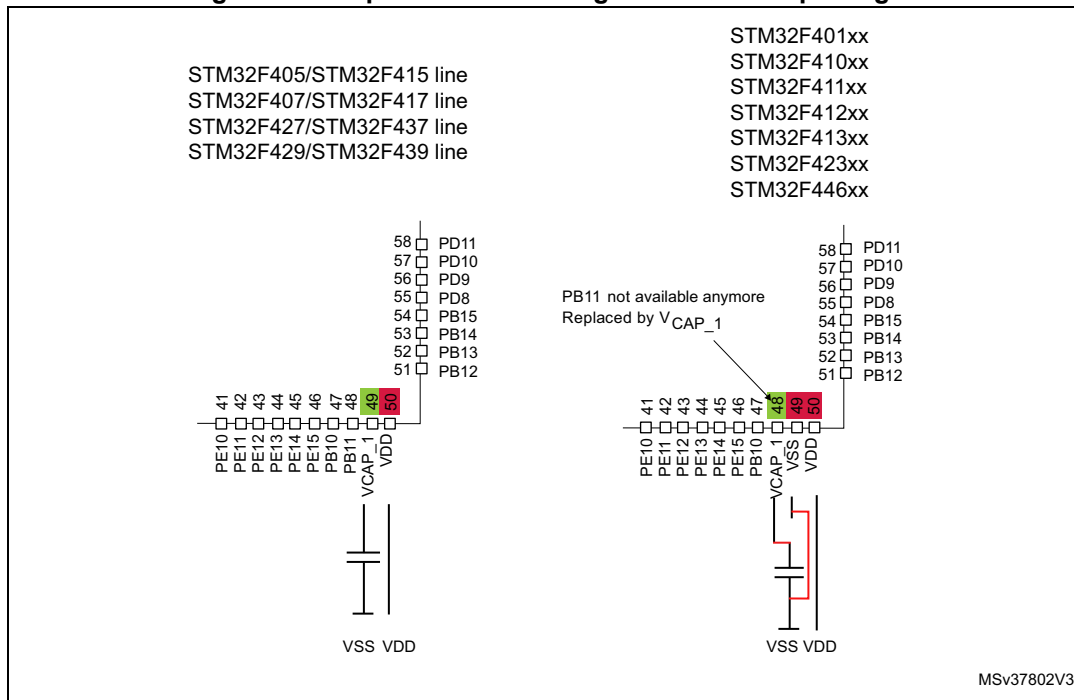 STM32F405/STM32F415 line
STM32F407/STM32F417 line
STM32F427/STM32F437 line
STM32F429/STM32F439 line
58 PD11
57 PD10
56 PD9
55 PD8
54 PB15
53 PB14
52 PB13
51 PB12
41 42 43 44 45 46 47 48 49 50
PE10 PE11 PE12 PE13 PE14 PE15 PB10 PB11 VCAP_1 VDD
VSS VDD
STM32F401xx
STM32F410xx
STM32F411xx
STM32F412xx
STM32F413xx
STM32F423xx
STM32F446xx
PB11 not available anymore
Replaced by VCAP_1
58 PD11
57 PD10
56 PD9
55 PD8
54 PB15
53 PB14
52 PB13
51 PB12
41 42 43 44 45 46 47 48 49 50
PE10 PE11 PE12 PE13 PE14 PE15 PB10 VCAP_1 VSS VDD
VSS VDD
MSv37802V3